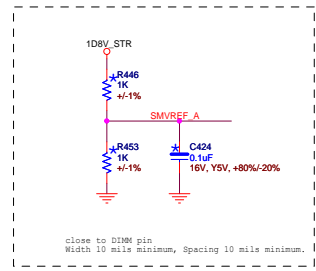 1D8V_STR
*R446
1K
+/-1%
SMVREF_A
*R453
1K
+/-1%
* C424
0.1uF
16V, Y5V, +80%/-20%
close to DIMM pin
Width 10 mils minimum, Spacing 10 mils minimum.